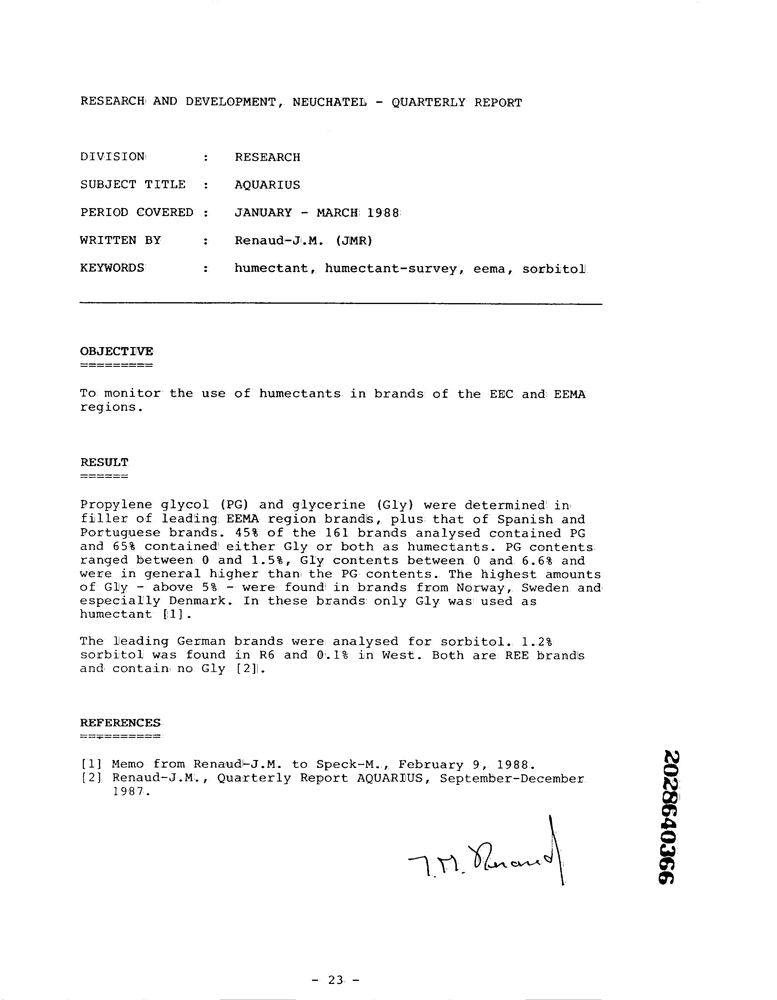 RESEARCH AND DEVELOPMENT, NEUCHATEL - QUARTERLY REPORT
DIVISION : RESEARCH
SUBJECT TITLE : AQUARIUS
PERIOD COVERED : JANUARY - MARCH 1988
WRITTEN BY : Renaud-J.M. (JMR)
KEYWORDS : humectant, humectant-survey, eema, sorbitol
OBJECTIVE
=========
To monitor the use of humectants in brands of the EEC and EEMA
regions.
RESULT
======
Propylene glycol (PG) and glycerine (Gly) were determined in
filler of leading EEMA region brands, plus that of Spanish and
Portuguese brands. 45% of the 161 brands analysed contained PG
and 65% contained either Gly or both as humectants. PG contents
ranged between 0 and 1.5%, Gly contents between 0 and 6.6% and
were in general higher than the PG contents. The highest amounts
of Gly - above 5% - were found in brands from Norway, Sweden and
especially Denmark. In these brands only Gly was used as
humectant [1].
The leading German brands were analysed for sorbitol. 1.2%
sorbitol was found in R6 and 0.1% in West. Both are REE brands
and contain no Gly [2].
REFERENCES
==========
[1] Memo from Renaud-J.M. to Speck-M., February 9, 1988.
[2] Renaud-J.M., Quarterly Report AQUARIUS, September-December
1987.
J.M. Renaud
2028640366
- 23 -